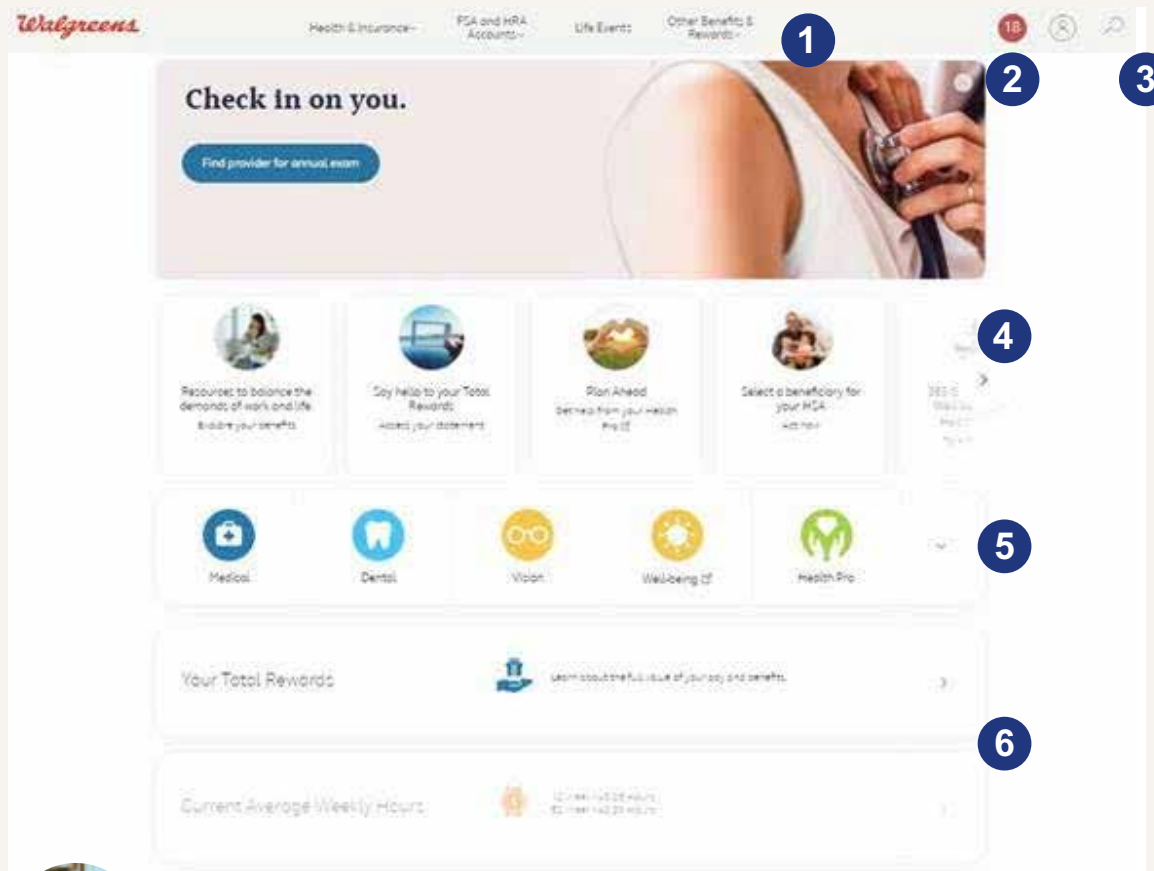 Walgreens
Health & Insurance
FSA and HRA
Accounts
Life Events
Other Benefits &
Rewards
1
18
2
3
Check in on you.
Find provider for annual exam
4
Resources to balance the
demands of work and life
Explore your benefits
Say hello to your Total
Rewards
Access your statement
Plan Ahead
Get help from your Health
Pro
Select a beneficiary for
your HSA
Act now
5
Medical
Dental
Vision
Well-being
Health Pro
Your Total Rewards
Learn about the full value of your pay and benefits.
6
Current Average Weekly Hours